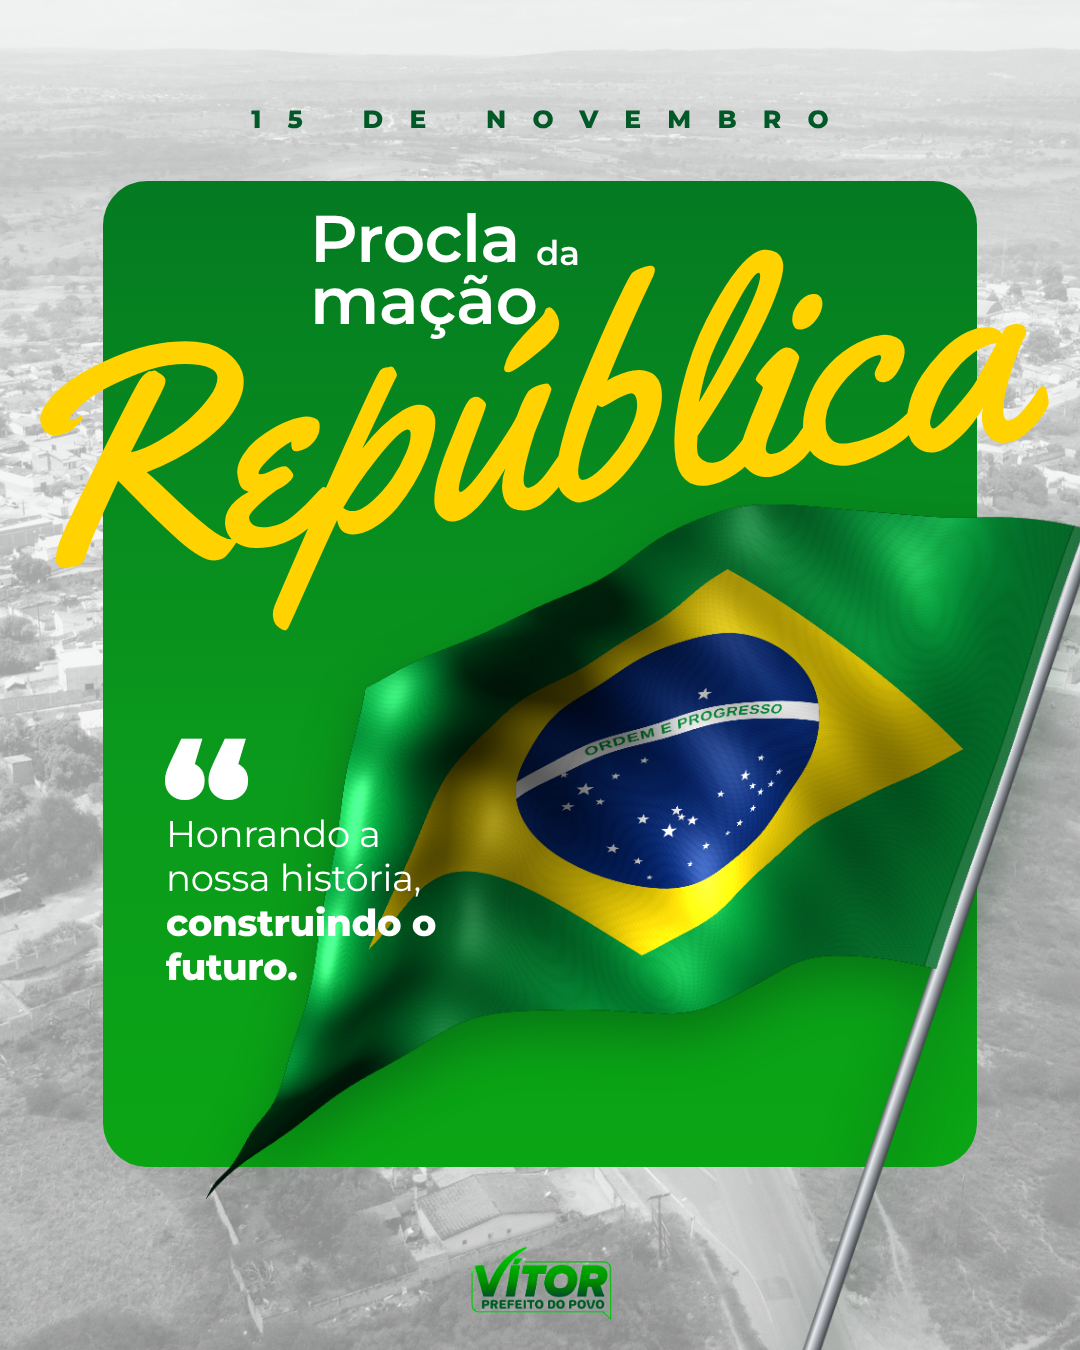 15 DE NOVEMBRO
Procla da
mação
República
ORDEM E PROGRESSO
“
Honrando a
nossa história,
construindo o
futuro.
VÍTOR
PREFEITO DO POVO